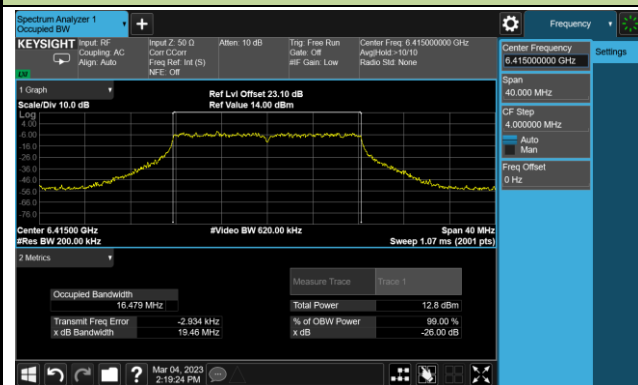 Spectrum Analyzer 1
Occupied BW
Frequency
KEYSIGHT
Input: RF
Coupling: AC
Align: Auto
Input Z: 50 Ω
Corr CCorr
Freq Ref: Int (S)
NFE: Off
Atten: 10 dB
Trig: Free Run
Gate: Off
#IF Gain: Low
Center Freq: 6.415000000 GHz
Avg|Hold:>10/10
Radio Std: None
Center Frequency
6.415000000 GHz
Settings
Span
40.000 MHz
CF Step
4.000000 MHz
Auto
Man
Freq Offset
0 Hz
1 Graph
Scale/Div 10.0 dB
Ref Lvl Offset 23.10 dB
Ref Value 14.00 dBm
Log
4.00
-6.00
-16.0
-26.0
-36.0
-46.0
-56.0
-66.0
-76.0
Center 6.41500 GHz
#Res BW 200.00 kHz
#Video BW 620.00 kHz
Span 40 MHz
Sweep 1.07 ms (2001 pts)
2 Metrics
Measure Trace
Trace 1
Occupied Bandwidth
16.479 MHz
Total Power
12.8 dBm
Transmit Freq Error
-2.934 kHz
% of OBW Power
99.00 %
x dB Bandwidth
19.46 MHz
x dB
-26.00 dB
Mar 04, 2023
2:19:24 PM